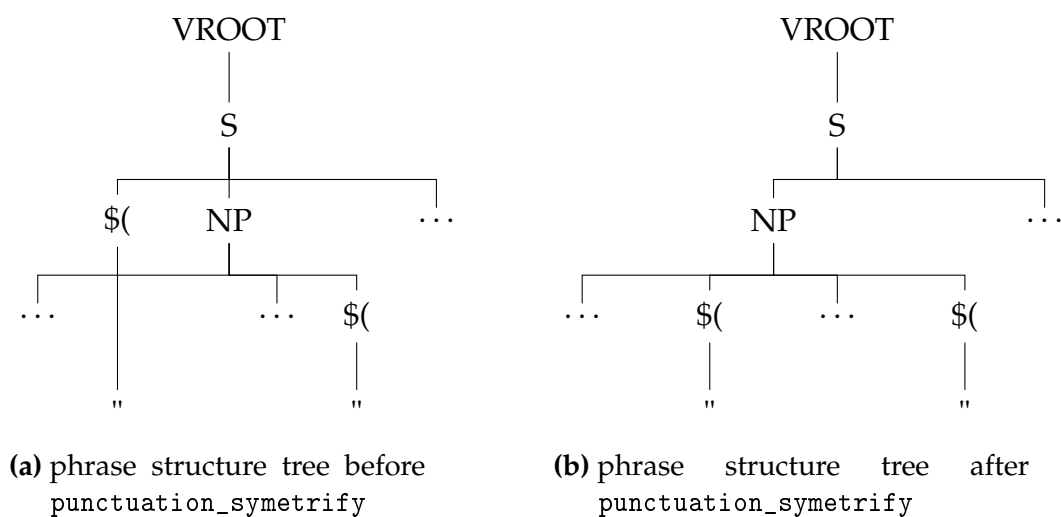 VROOT
S
$( NP ...
... ... $(
" "
(a) phrase structure tree before
punctuation_symetrify
VROOT
S
NP ...
... $( ... $(
" "
(b) phrase structure tree after
punctuation_symetrify